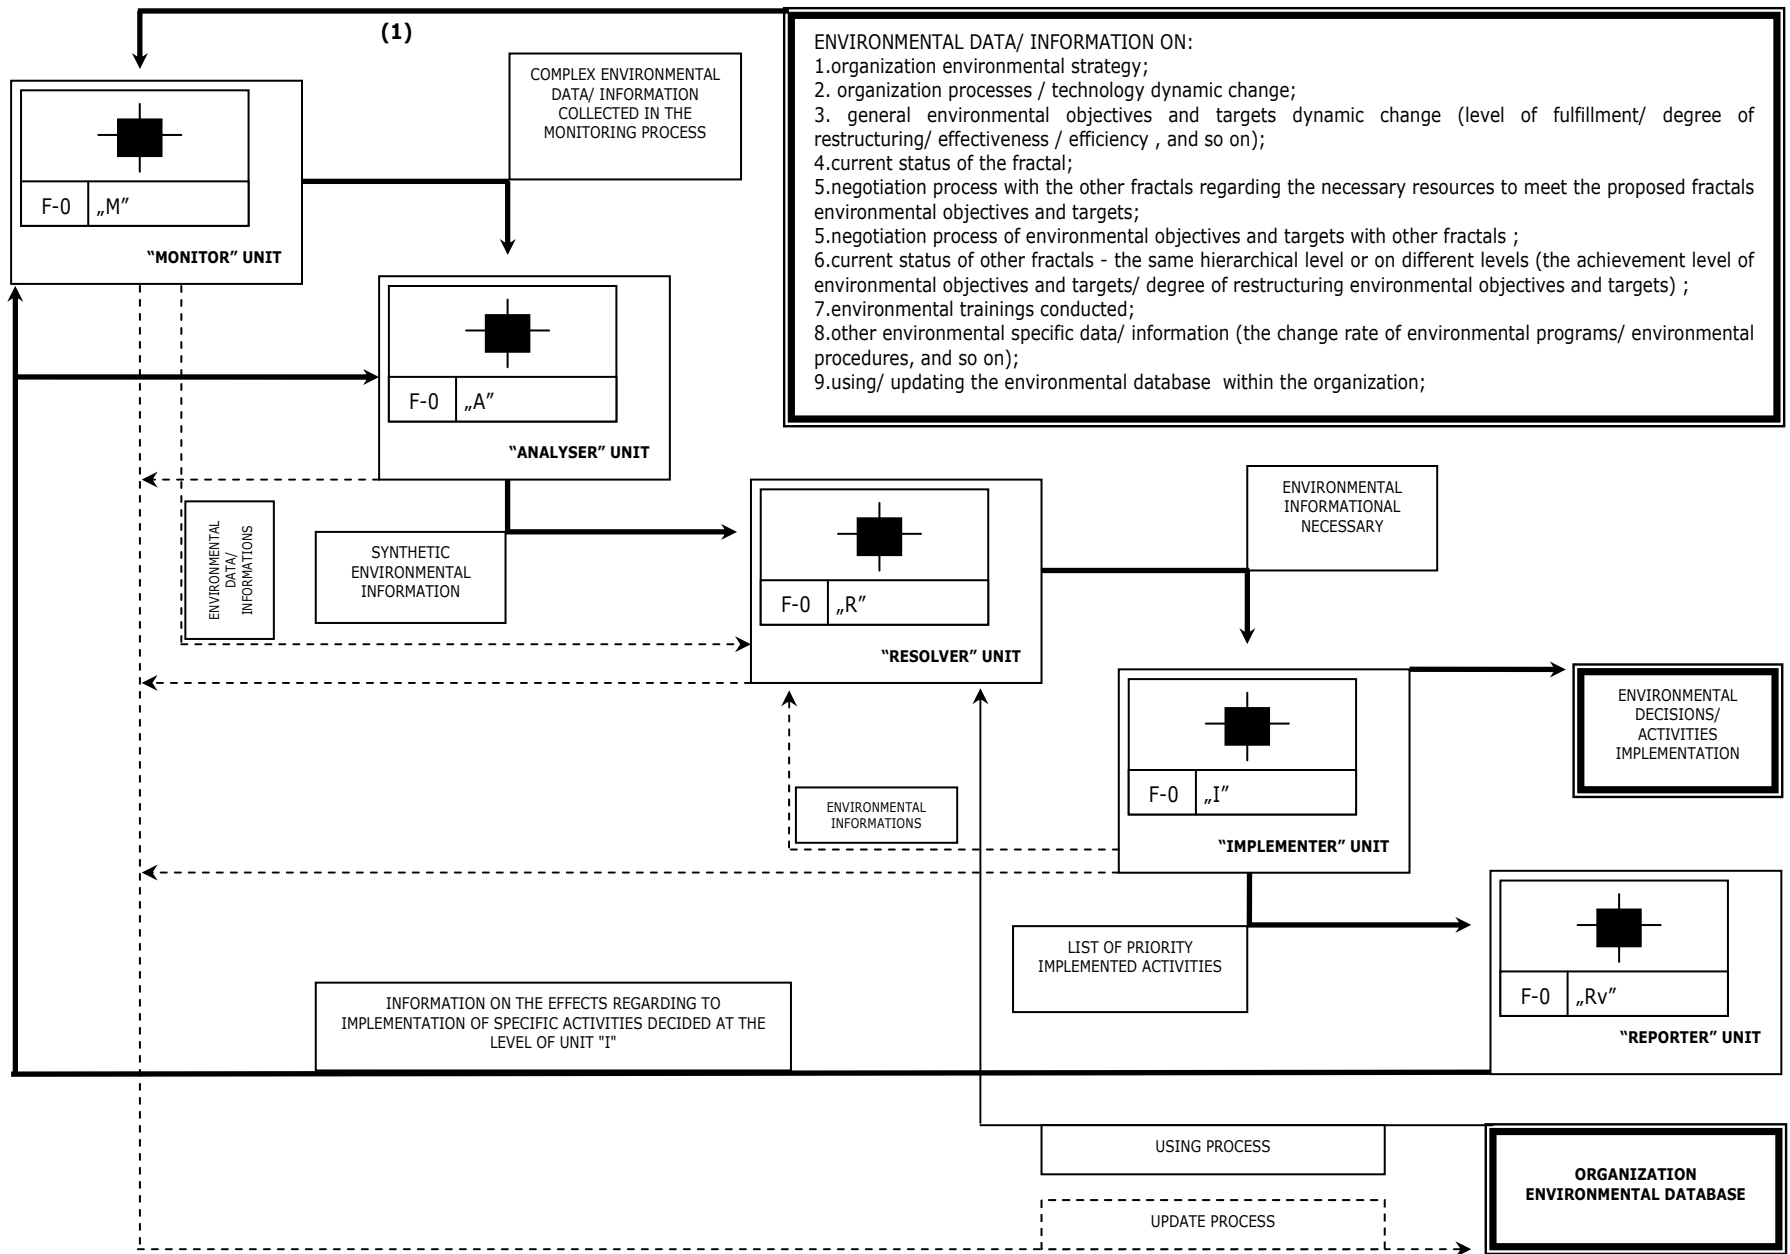 (1)
ENVIRONMENTAL DATA/ INFORMATION ON:
1.organization environmental strategy;
2. organization processes / technology dynamic change;
3. general environmental objectives and targets dynamic change (level of fulfillment/ degree of
restructuring/ effectiveness / efficiency , and so on);
4.current status of the fractal;
5.negotiation process with the other fractals regarding the necessary resources to meet the proposed fractals
environmental objectives and targets;
5.negotiation process of environmental objectives and targets with other fractals ;
6.current status of other fractals - the same hierarchical level or on different levels (the achievement level of
environmental objectives and targets/ degree of restructuring environmental objectives and targets) ;
7.environmental trainings conducted;
8.other environmental specific data/ information (the change rate of environmental programs/ environmental
procedures, and so on);
9.using/ updating the environmental database within the organization;
COMPLEX ENVIRONMENTAL
DATA/ INFORMATION
COLLECTED IN THE
MONITORING PROCESS
F-0 „M”
“MONITOR” UNIT
F-0 „A”
“ANALYSER” UNIT
ENVIRONMENTAL
DATA/
INFORMATIONS
SYNTHETIC
ENVIRONMENTAL
INFORMATION
F-0 „R”
“RESOLVER” UNIT
ENVIRONMENTAL
INFORMATIONAL
NECESSARY
F-0 „I”
“IMPLEMENTER” UNIT
ENVIRONMENTAL
DECISIONS/
ACTIVITIES
IMPLEMENTATION
ENVIRONMENTAL
INFORMATIONS
LIST OF PRIORITY
IMPLEMENTED ACTIVITIES
F-0 „Rv”
“REPORTER” UNIT
INFORMATION ON THE EFFECTS REGARDING TO
IMPLEMENTATION OF SPECIFIC ACTIVITIES DECIDED AT THE
LEVEL OF UNIT "I"
USING PROCESS
ORGANIZATION
ENVIRONMENTAL DATABASE
UPDATE PROCESS